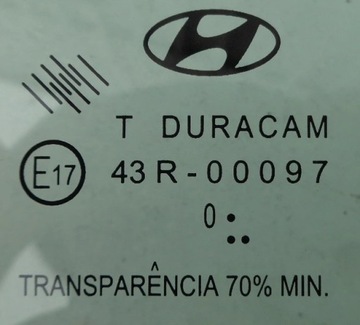 T DURACAM
E17 43R-00097
0
TRANSPARÊNCIA 70% MIN.